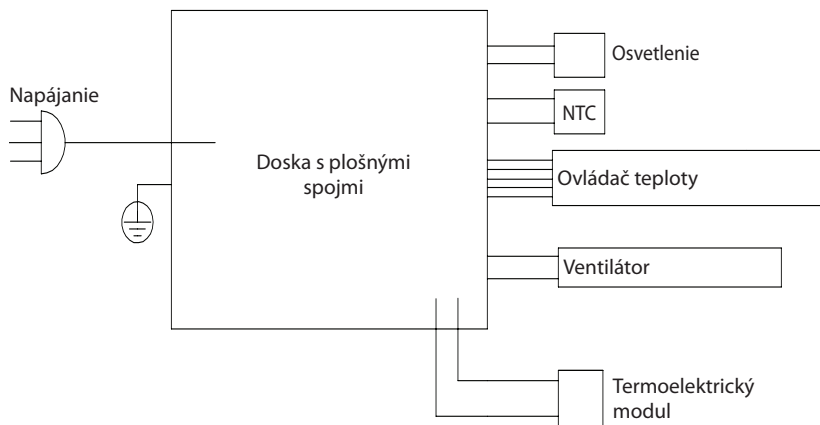 Osvetlenie
Napájanie
NTC
Doska s plošnými
spojmi
Ovládač teploty
Ventilátor
Termoelektrický
modul